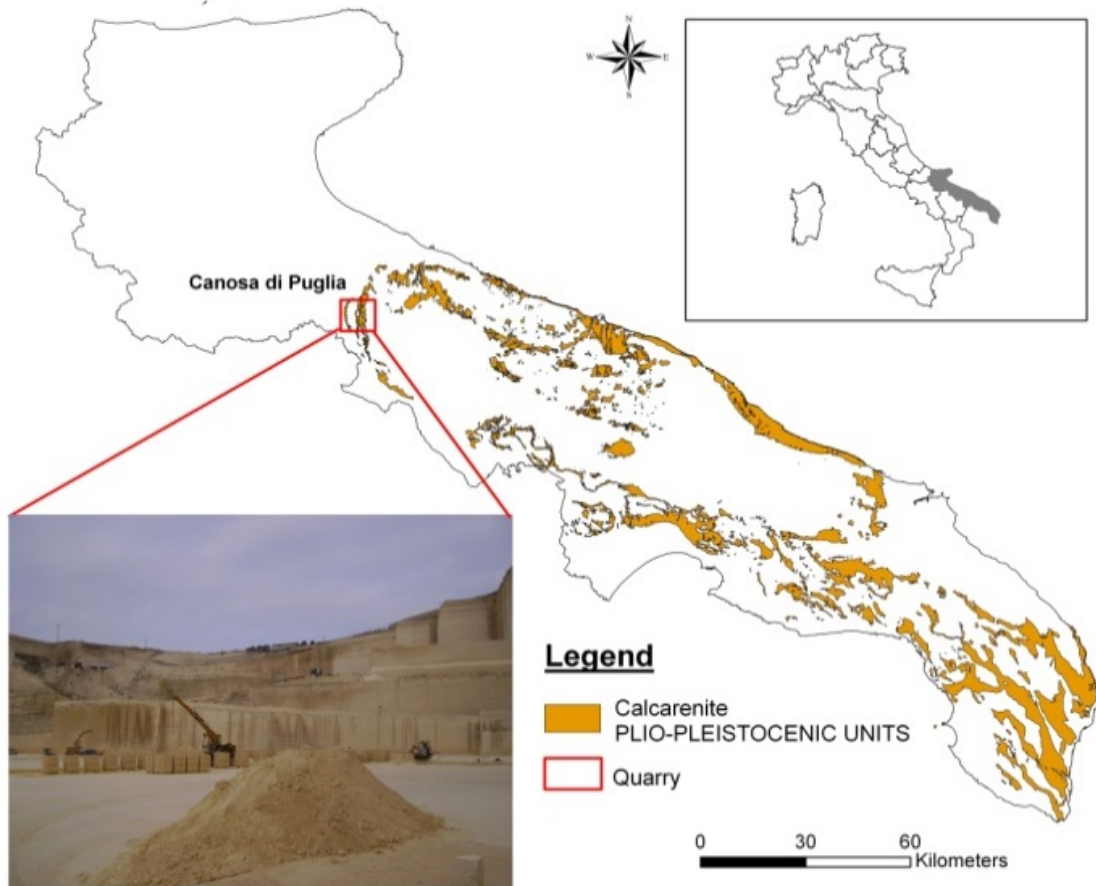 N
W E
S
Canosa di Puglia
Legend
Calcarenite
PLIO-PLEISTOCENIC UNITS
Quarry
0 30 60
Kilometers